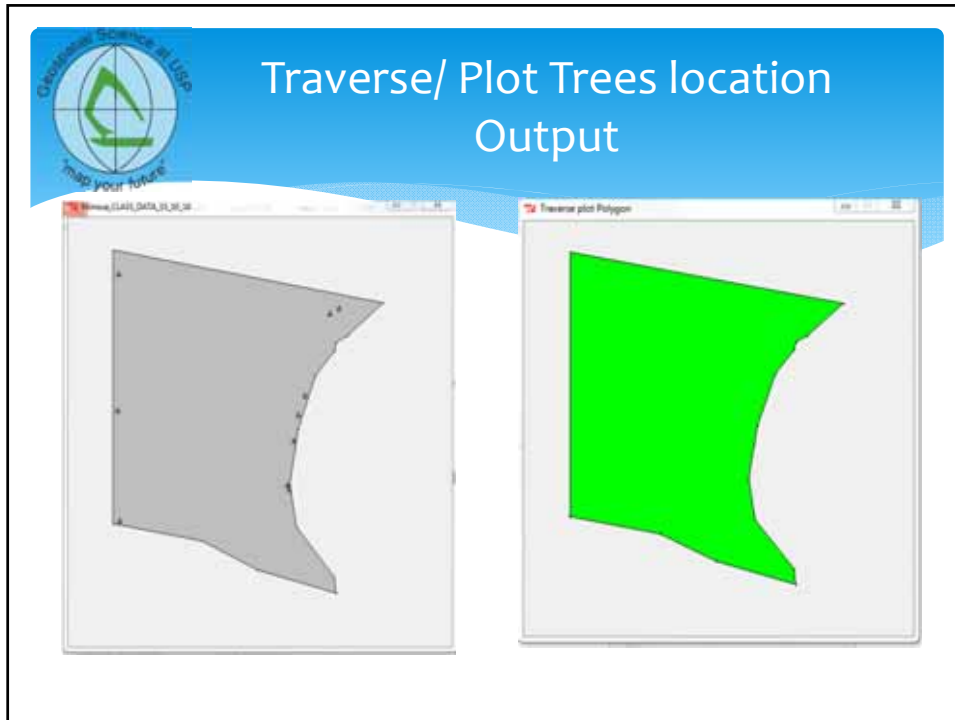 Geospatial Science at USP
"map your future"
Traverse/ Plot Trees location
Output
Traverse plot Polygon